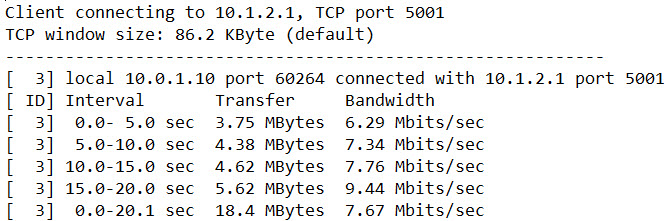 Client connecting to 10.1.2.1, TCP port 5001
TCP window size: 86.2 KByte (default)
------------------------------------------------------------
[  3] local 10.0.1.10 port 60264 connected with 10.1.2.1 port 5001
[ ID] Interval       Transfer     Bandwidth
[  3]  0.0- 5.0 sec  3.75 MBytes  6.29 Mbits/sec
[  3]  5.0-10.0 sec  4.38 MBytes  7.34 Mbits/sec
[  3] 10.0-15.0 sec  4.62 MBytes  7.76 Mbits/sec
[  3] 15.0-20.0 sec  5.62 MBytes  9.44 Mbits/sec
[  3]  0.0-20.1 sec  18.4 MBytes  7.67 Mbits/sec